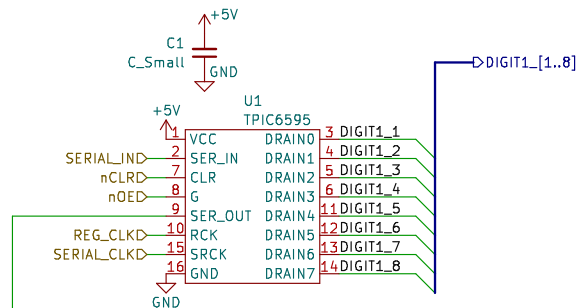 +5V
C1
C_Small
GND
U1
TPIC6595
+5V
1 VCC DRAIN0 3 DIGIT1_1
SERIAL_IN 2 SER_IN DRAIN1 4 DIGIT1_2
nCLR 7 CLR DRAIN2 5 DIGIT1_3
nOE 8 G DRAIN3 6 DIGIT1_4
9 SER_OUT DRAIN4 11 DIGIT1_5
REG_CLK 10 RCK DRAIN5 12 DIGIT1_6
SERIAL_CLK 15 SRCK DRAIN6 13 DIGIT1_7
16 GND DRAIN7 14 DIGIT1_8
GND
DIGIT1_[1..8]